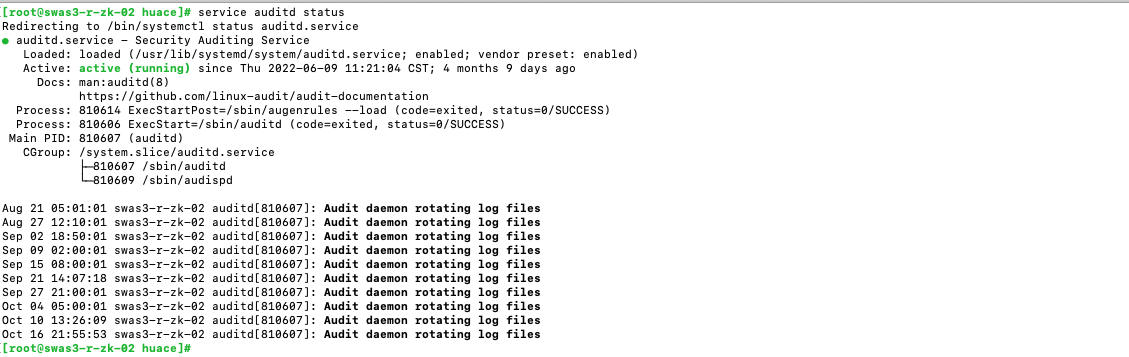 [[root@swas3-r-zk-02 huace]# service auditd status
Redirecting to /bin/systemctl status auditd.service
● auditd.service - Security Auditing Service
   Loaded: loaded (/usr/lib/systemd/system/auditd.service; enabled; vendor preset: enabled)
   Active: active (running) since Thu 2022-06-09 11:21:04 CST; 4 months 9 days ago
     Docs: man:auditd(8)
           https://github.com/linux-audit/audit-documentation
  Process: 810614 ExecStartPost=/sbin/augenrules --load (code=exited, status=0/SUCCESS)
  Process: 810606 ExecStart=/sbin/auditd (code=exited, status=0/SUCCESS)
 Main PID: 810607 (auditd)
   CGroup: /system.slice/auditd.service
           ├─810607 /sbin/auditd
           └─810609 /sbin/audispd

Aug 21 05:01:01 swas3-r-zk-02 auditd[810607]: Audit daemon rotating log files
Aug 27 12:10:01 swas3-r-zk-02 auditd[810607]: Audit daemon rotating log files
Sep 02 18:50:01 swas3-r-zk-02 auditd[810607]: Audit daemon rotating log files
Sep 09 02:00:01 swas3-r-zk-02 auditd[810607]: Audit daemon rotating log files
Sep 15 08:00:01 swas3-r-zk-02 auditd[810607]: Audit daemon rotating log files
Sep 21 14:07:18 swas3-r-zk-02 auditd[810607]: Audit daemon rotating log files
Sep 27 21:00:01 swas3-r-zk-02 auditd[810607]: Audit daemon rotating log files
Oct 04 05:00:01 swas3-r-zk-02 auditd[810607]: Audit daemon rotating log files
Oct 10 13:26:09 swas3-r-zk-02 auditd[810607]: Audit daemon rotating log files
Oct 16 21:55:53 swas3-r-zk-02 auditd[810607]: Audit daemon rotating log files
[[root@swas3-r-zk-02 huace]#